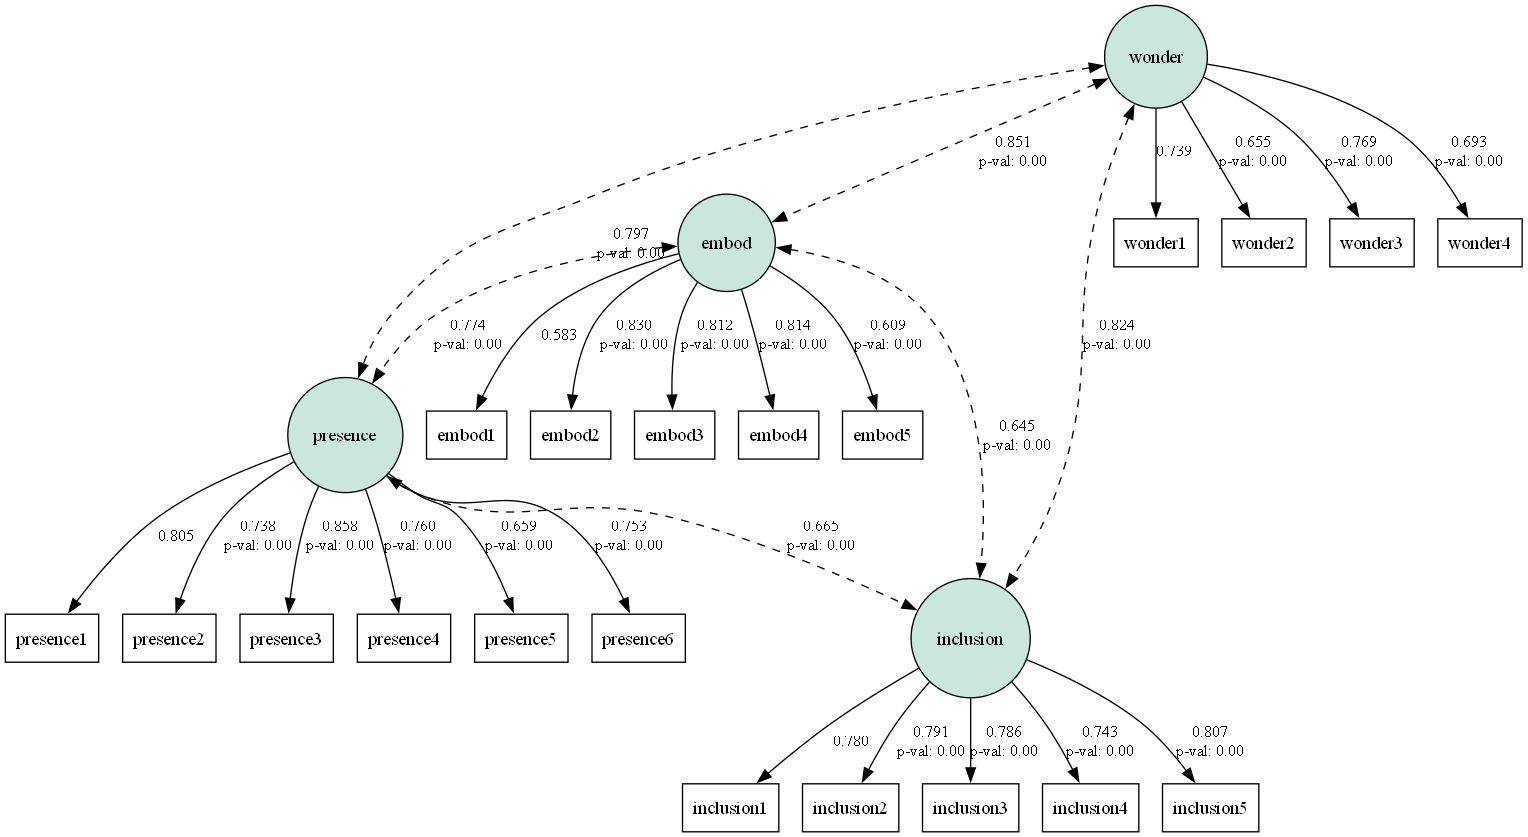 wonder
0.851
p-val: 0.00
0.739
0.655
p-val: 0.00
0.769
p-val: 0.00
0.693
p-val: 0.00
wonder1
wonder2
wonder3
wonder4
embod
0.797
p-val: 0.00
0.774
p-val: 0.00
0.583
0.830
p-val: 0.00
0.812
p-val: 0.00
0.814
p-val: 0.00
0.609
p-val: 0.00
0.824
p-val: 0.00
presence
embod1
embod2
embod3
embod4
embod5
0.645
p-val: 0.00
0.805
0.738
p-val: 0.00
0.858
p-val: 0.00
0.760
p-val: 0.00
0.659
p-val: 0.00
0.753
p-val: 0.00
0.665
p-val: 0.00
presence1
presence2
presence3
presence4
presence5
presence6
inclusion
0.780
0.791
p-val: 0.00
0.786
p-val: 0.00
0.743
p-val: 0.00
0.807
p-val: 0.00
inclusion1
inclusion2
inclusion3
inclusion4
inclusion5